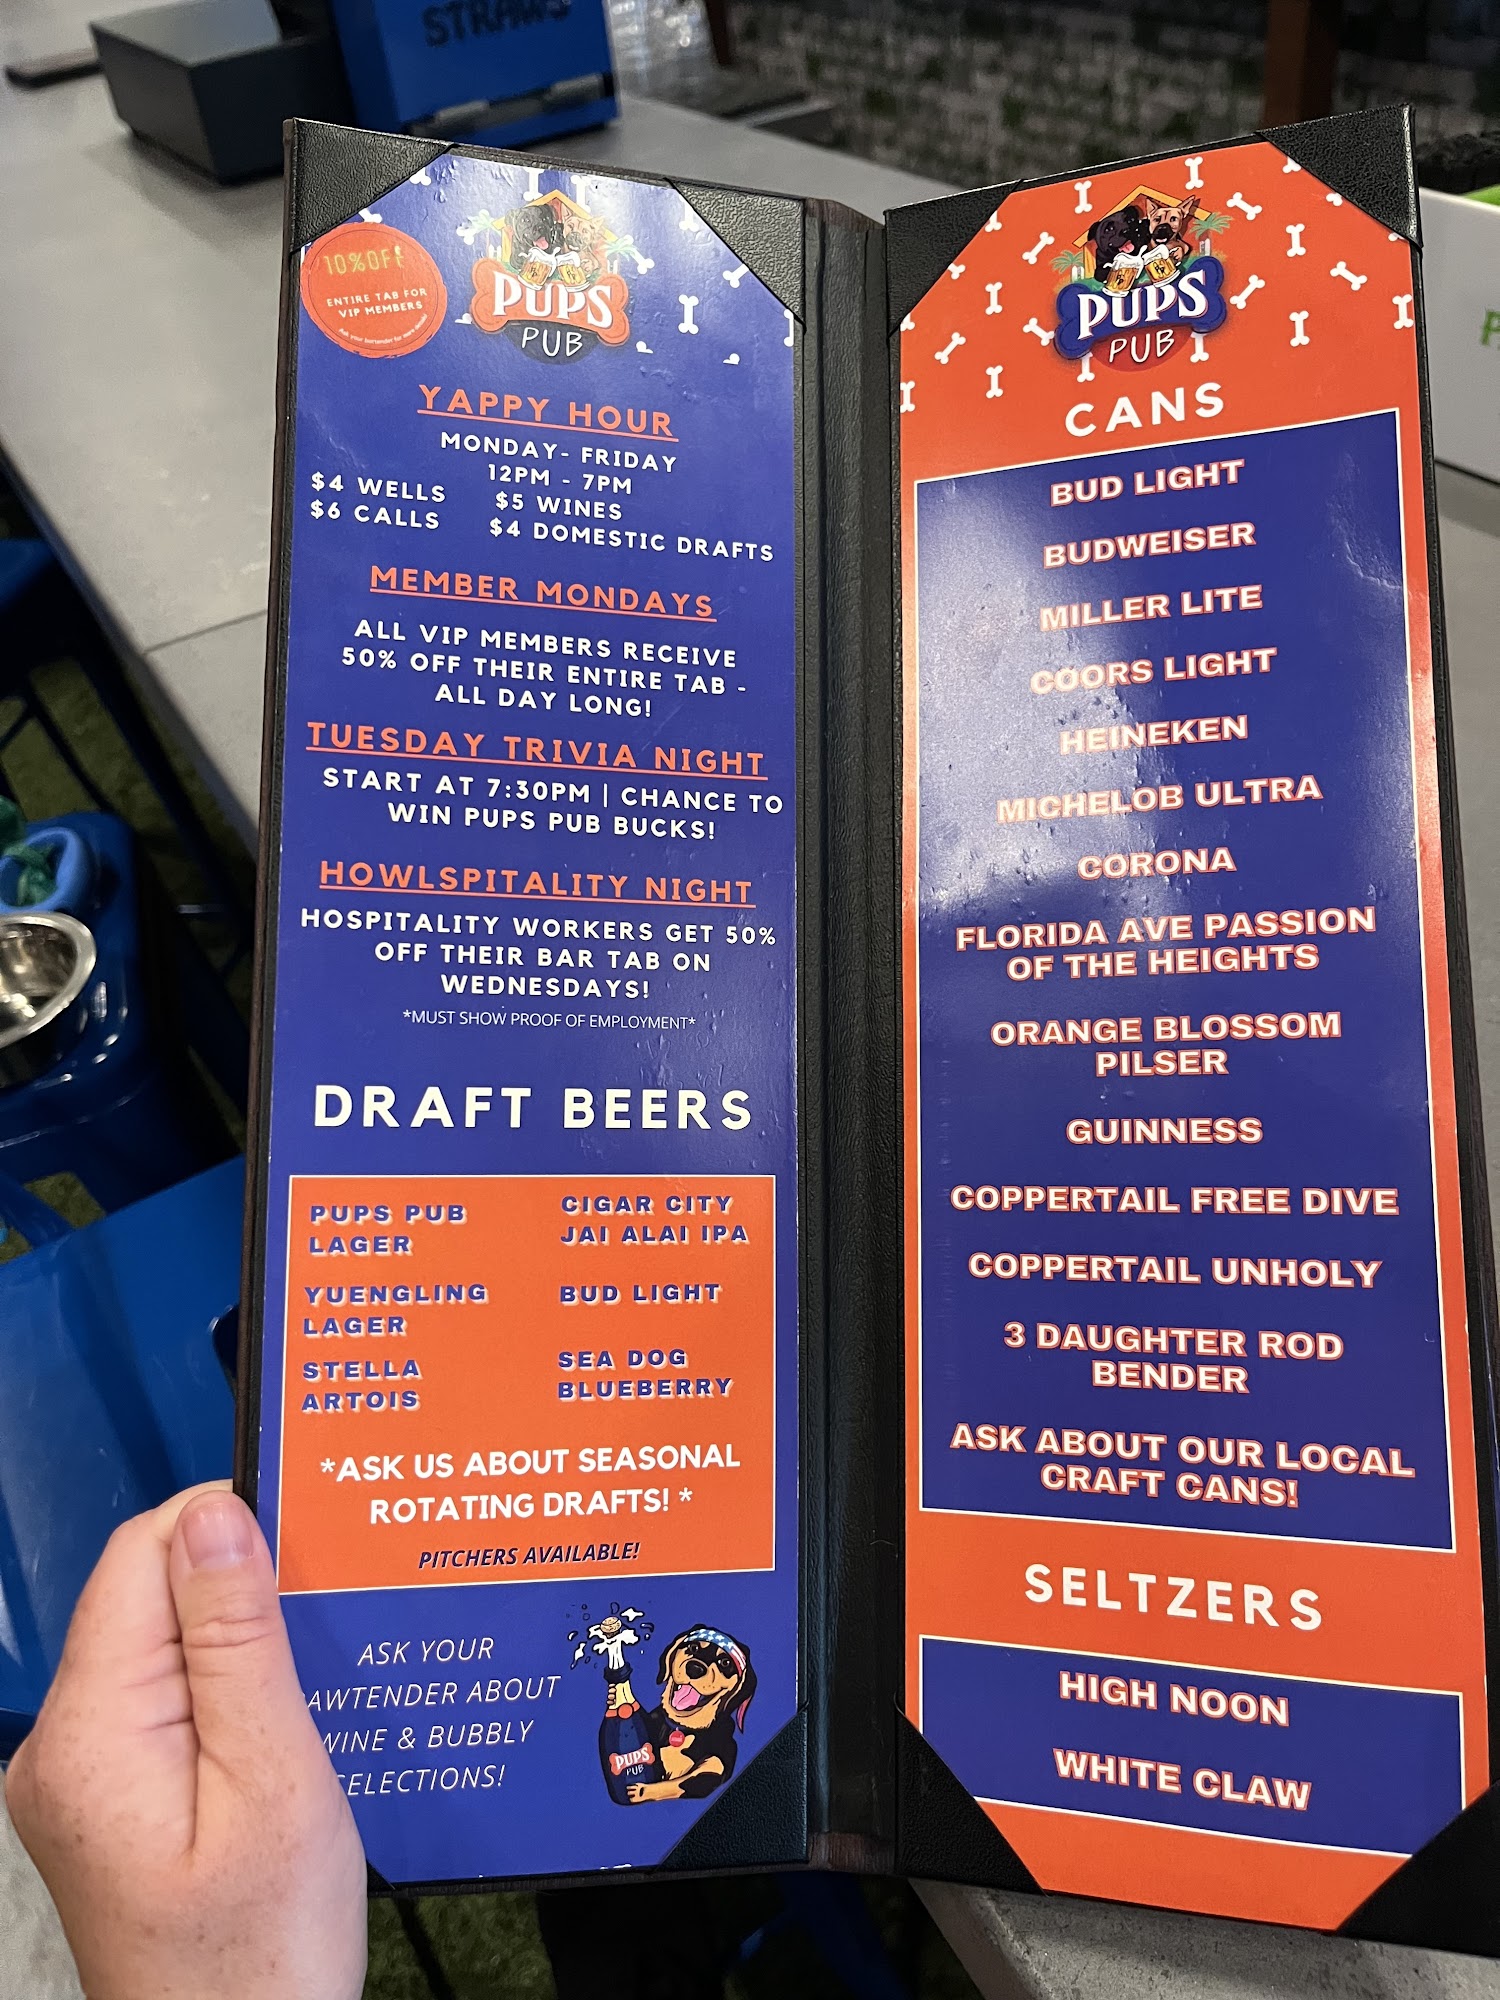 STRAWS
10%OFF
ENTIRE TAB FOR
VIP MEMBERS
Ask your bartender for more details!
PUPS
PUB
YAPPY HOUR
MONDAY- FRIDAY
12PM - 7PM
$4 WELLS
$6 CALLS
$5 WINES
$4 DOMESTIC DRAFTS
MEMBER MONDAYS
ALL VIP MEMBERS RECEIVE
50% OFF THEIR ENTIRE TAB -
ALL DAY LONG!
TUESDAY TRIVIA NIGHT
START AT 7:30PM | CHANCE TO
WIN PUPS PUB BUCKS!
HOWLSPITALITY NIGHT
HOSPITALITY WORKERS GET 50%
OFF THEIR BAR TAB ON
WEDNESDAYS!
*MUST SHOW PROOF OF EMPLOYMENT*
DRAFT BEERS
PUPS PUB
LAGER
YUENGLING
LAGER
STELLA
ARTOIS
CIGAR CITY
JAI ALAI IPA
BUD LIGHT
SEA DOG
BLUEBERRY
*ASK US ABOUT SEASONAL
ROTATING DRAFTS! *
PITCHERS AVAILABLE!
ASK YOUR
AWTENDER ABOUT
WINE & BUBBLY
SELECTIONS!
PUPS
PUB
PUPS
PUB
CANS
BUD LIGHT
BUDWEISER
MILLER LITE
COORS LIGHT
HEINEKEN
MICHELOB ULTRA
CORONA
FLORIDA AVE PASSION
OF THE HEIGHTS
ORANGE BLOSSOM
PILSER
GUINNESS
COPPERTAIL FREE DIVE
COPPERTAIL UNHOLY
3 DAUGHTER ROD
BENDER
ASK ABOUT OUR LOCAL
CRAFT CANS!
SELTZERS
HIGH NOON
WHITE CLAW